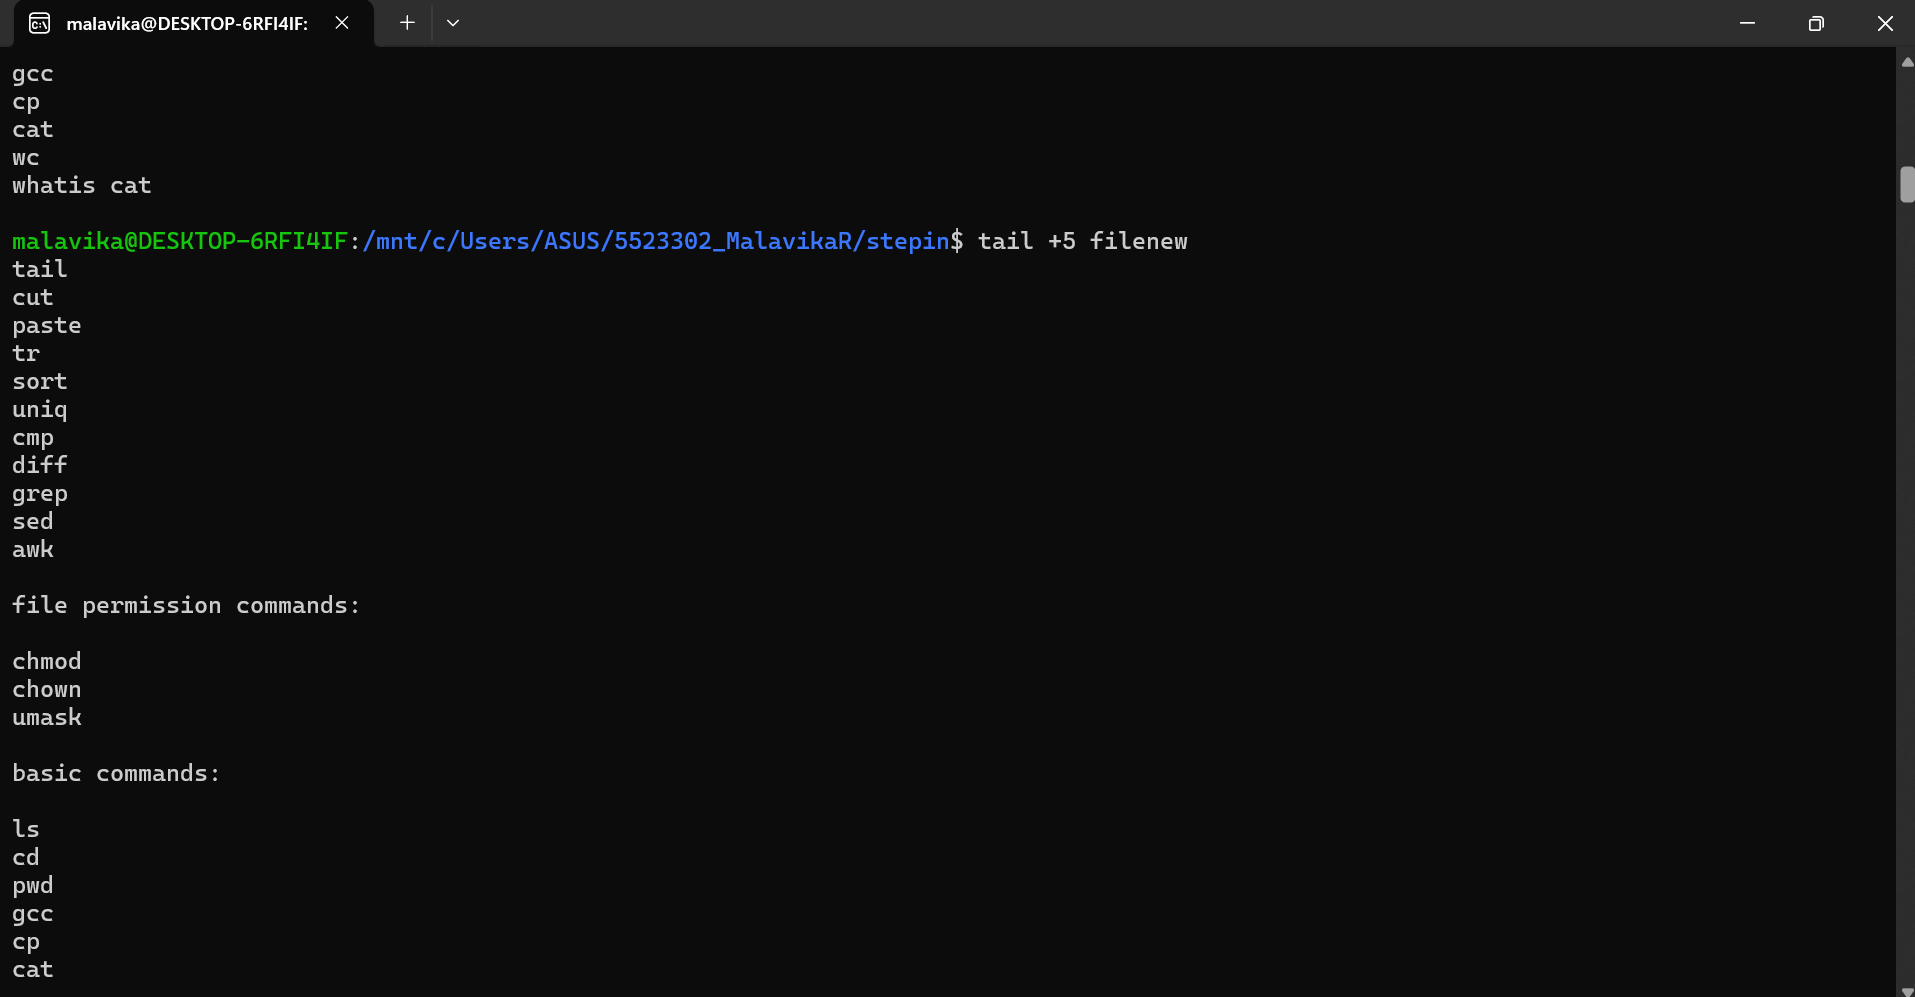 malavika@DESKTOP-6RFI4IF:
gcc
cp
cat
wc
whatis cat
malavika@DESKTOP-6RFI4IF:/mnt/c/Users/ASUS/5523302_MalavikaR/stepin$ tail +5 filenew
tail
cut
paste
tr
sort
uniq
cmp
diff
grep
sed
awk
file permission commands:
chmod
chown
umask
basic commands:
ls
cd
pwd
gcc
cp
cat